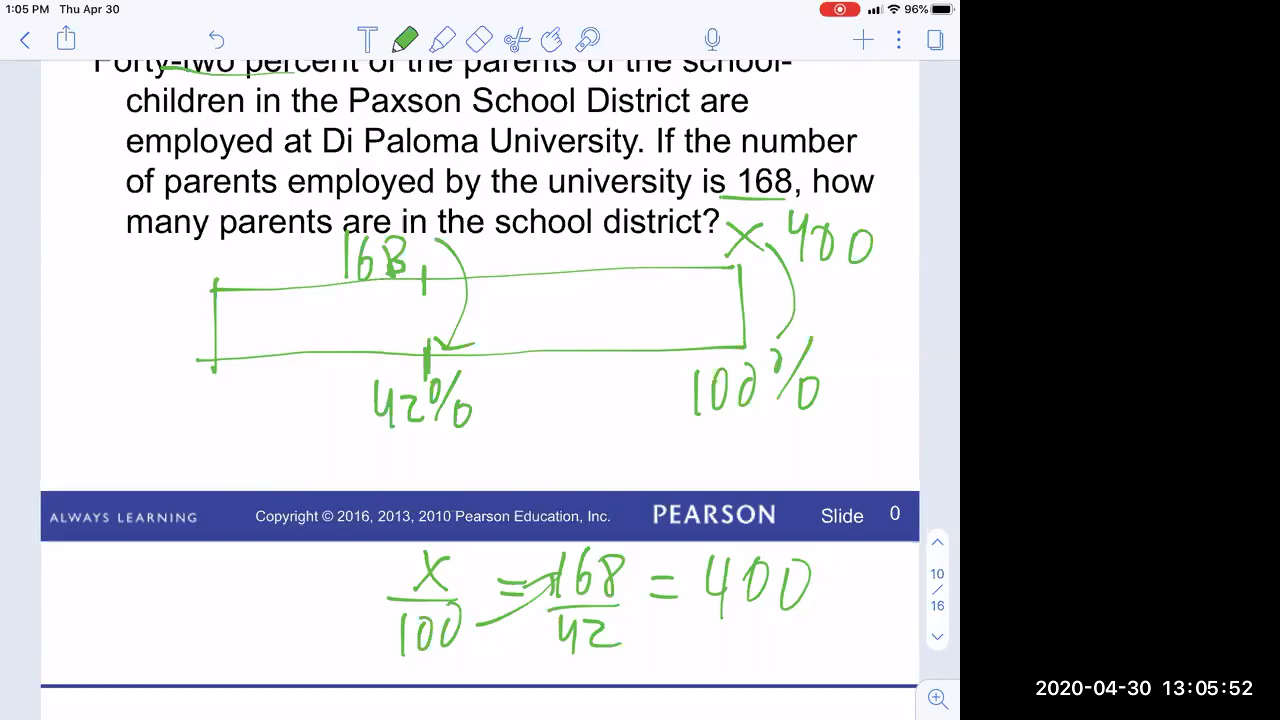 1:05 PM Thu Apr 30 96%
Forty-two percent of the parents of the school-
children in the Paxson School District are
employed at Di Paloma University. If the number
of parents employed by the university is 168, how
many parents are in the school district?
x 400
168
42% 100%
ALWAYS LEARNING Copyright © 2016, 2013, 2010 Pearson Education, Inc. PEARSON Slide 0
x/100 = 168/42 = 400
10
/
16
2020-04-30 13:05:52